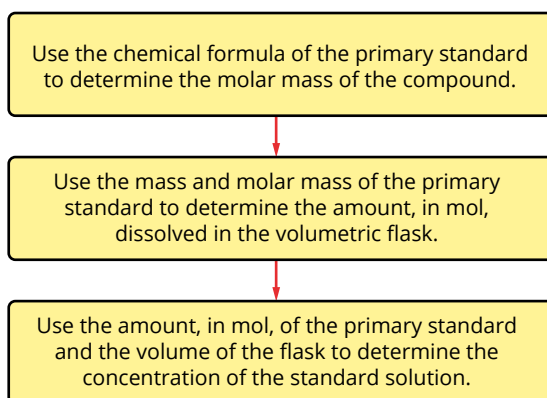 Use the chemical formula of the primary standard
to determine the molar mass of the compound.
Use the mass and molar mass of the primary
standard to determine the amount, in mol,
dissolved in the volumetric flask.
Use the amount, in mol, of the primary standard
and the volume of the flask to determine the
concentration of the standard solution.